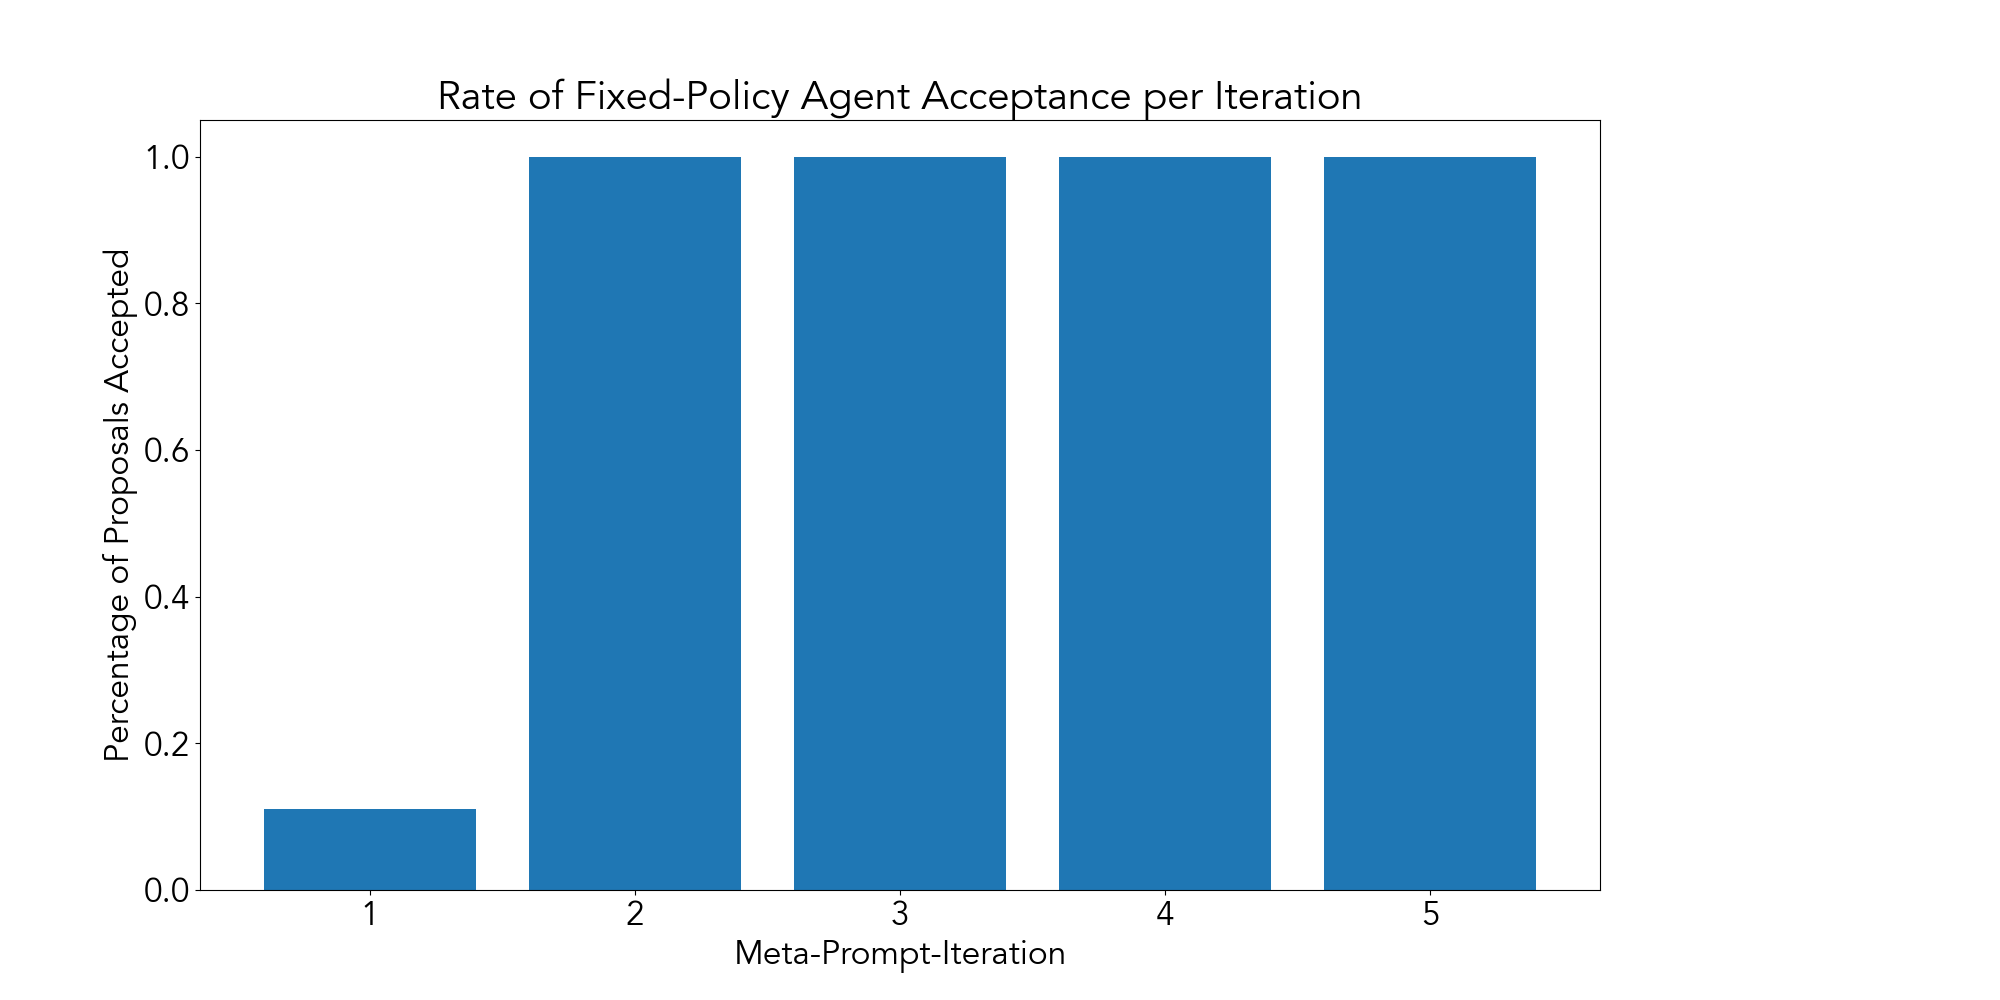 Rate of Fixed-Policy Agent Acceptance per Iteration
Percentage of Proposals Accepted
1.0
0.8
0.6
0.4
0.2
0.0
1 2 3 4 5
Meta-Prompt-Iteration